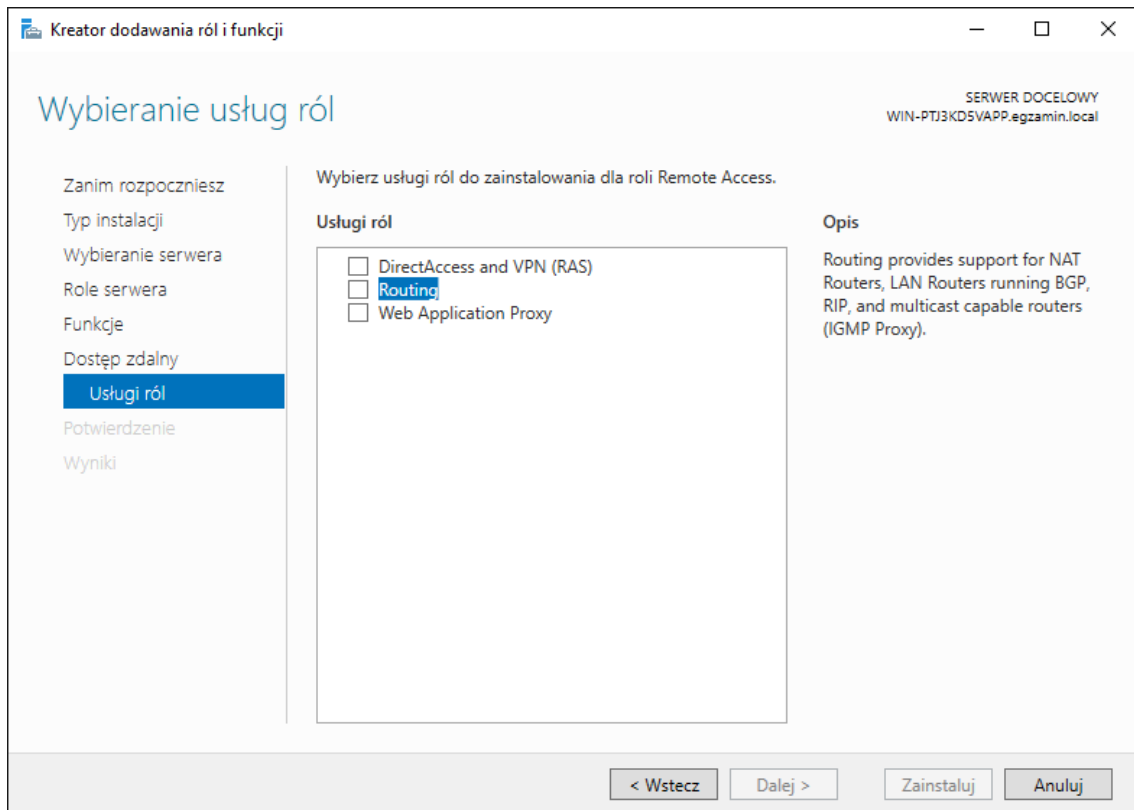 Kreator dodawania ról i funkcji
Wybieranie usług ról
SERWER DOCELOWY
WIN-PTJ3KD5VAPP.egzamin.local
Zanim rozpoczniesz
Typ instalacji
Wybieranie serwera
Role serwera
Funkcje
Dostęp zdalny
Usługi ról
Potwierdzenie
Wyniki
Wybierz usługi ról do zainstalowania dla roli Remote Access.
Usługi ról
DirectAccess and VPN (RAS)
Routing
Web Application Proxy
Opis
Routing provides support for NAT
Routers, LAN Routers running BGP,
RIP, and multicast capable routers
(IGMP Proxy).
< Wstecz
Dalej >
Zainstaluj
Anuluj